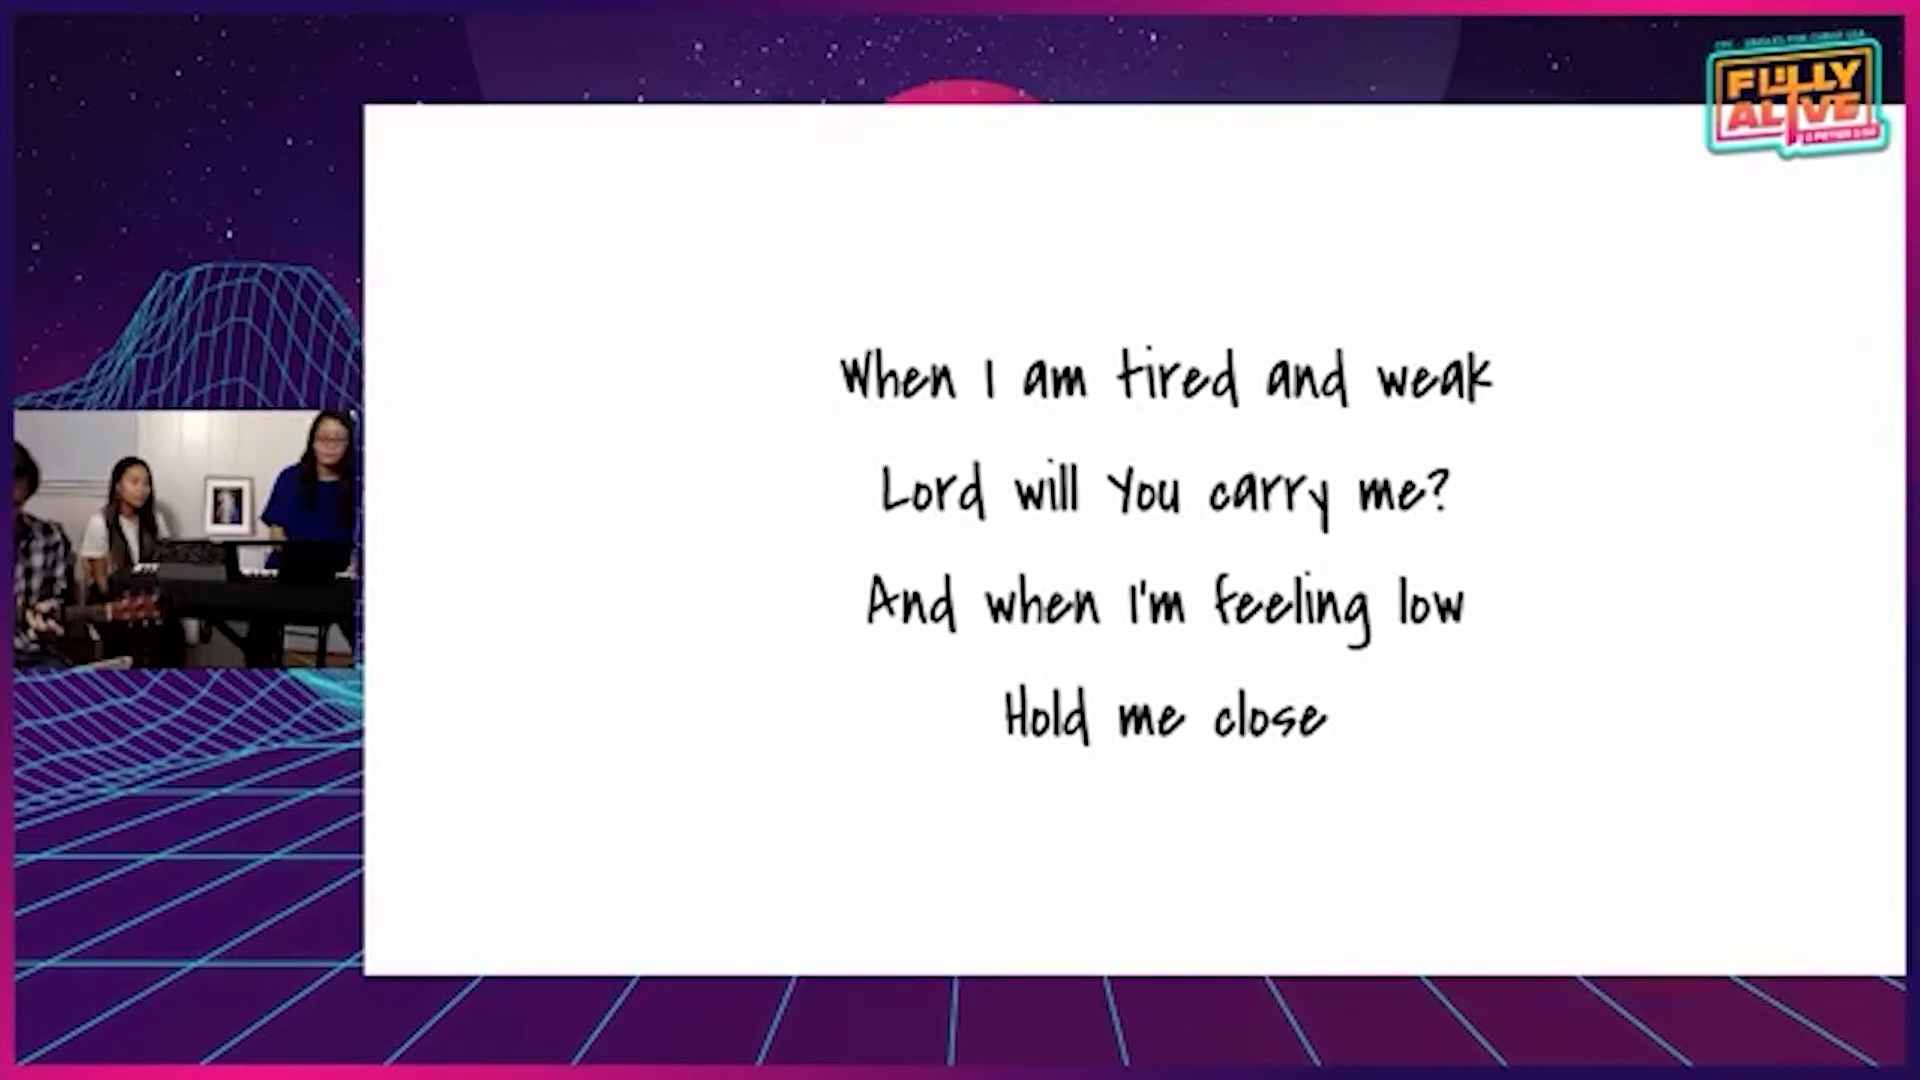 FULLY
ALIVE
When I am tired and weak
Lord will You carry me?
And when I'm feeling low
Hold me close